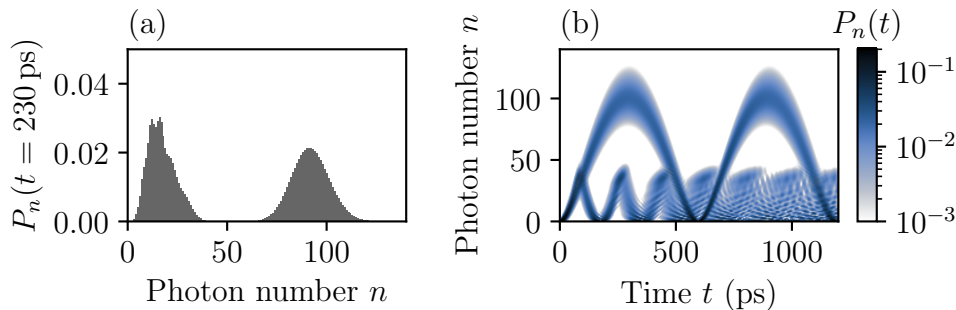 (a)
P_n(t = 230 ps)
0.04
0.02
0.00
0 50 100
Photon number n
(b)
Photon number n
100
50
0
0 500 1000
Time t (ps)
P_n(t)
10^{-1}
10^{-2}
10^{-3}